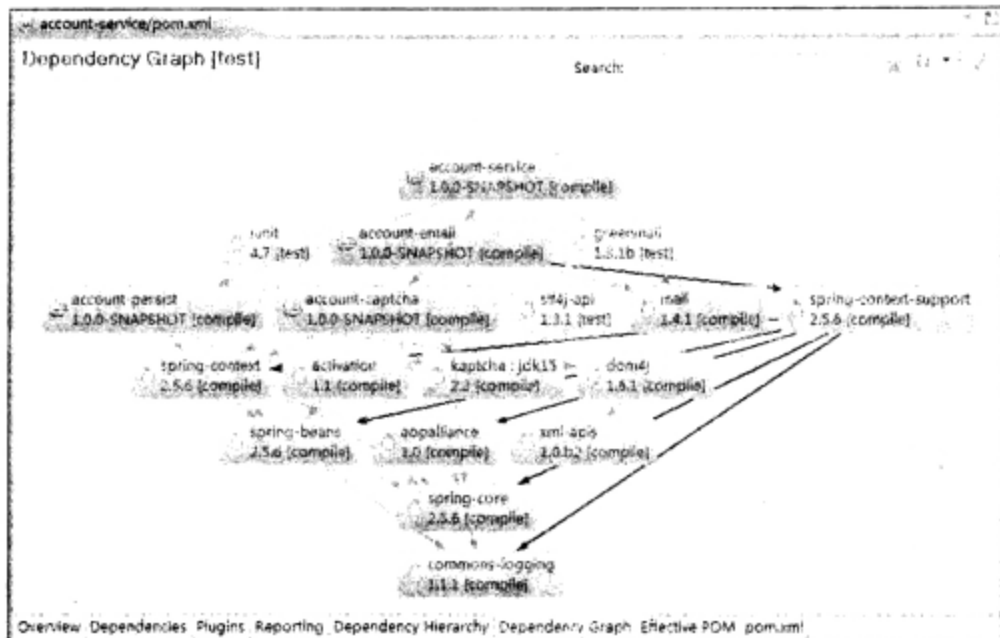 account-service/pom.xml
Dependency Graph [test]
Search:
account-service
1.0.0-SNAPSHOT [compile]
junit
4.7 [test]
account-email
1.0.0-SNAPSHOT [compile]
greenmail
1.3.1b [test]
account-persist
1.0.0-SNAPSHOT [compile]
account-captcha
1.0.0-SNAPSHOT [compile]
slf4j-api
1.3.1 [test]
mail
1.4.1 [compile]
spring-context-support
2.5.6 [compile]
spring-context
2.5.6 [compile]
activation
1.1 [compile]
kaptcha : jdk15
2.3 [compile]
dom4j
1.6.1 [compile]
spring-beans
2.5.6 [compile]
aopalliance
1.0 [compile]
xml-apis
1.0.b2 [compile]
spring-core
2.5.6 [compile]
commons-logging
1.1.1 [compile]
Overview Dependencies Plugins Reporting Dependency Hierarchy Dependency Graph Effective POM pom.xml